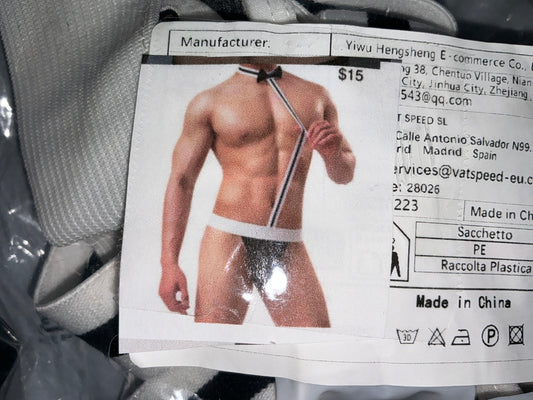 Manufacturer.
Yiwu Hengsheng E-commerce Co.,
$15
38, Chentuo Village, Nian
City, Jinhua City, Zhejiang
543@qq.com
SPEED SL
Calle Antonio Salvador N99.
Madrid Spain
ervices@vatspeed-eu.c
: 28026
223
Made in Ch
Sacchetto
PE
Raccolta Plastica
Made in China
30
P